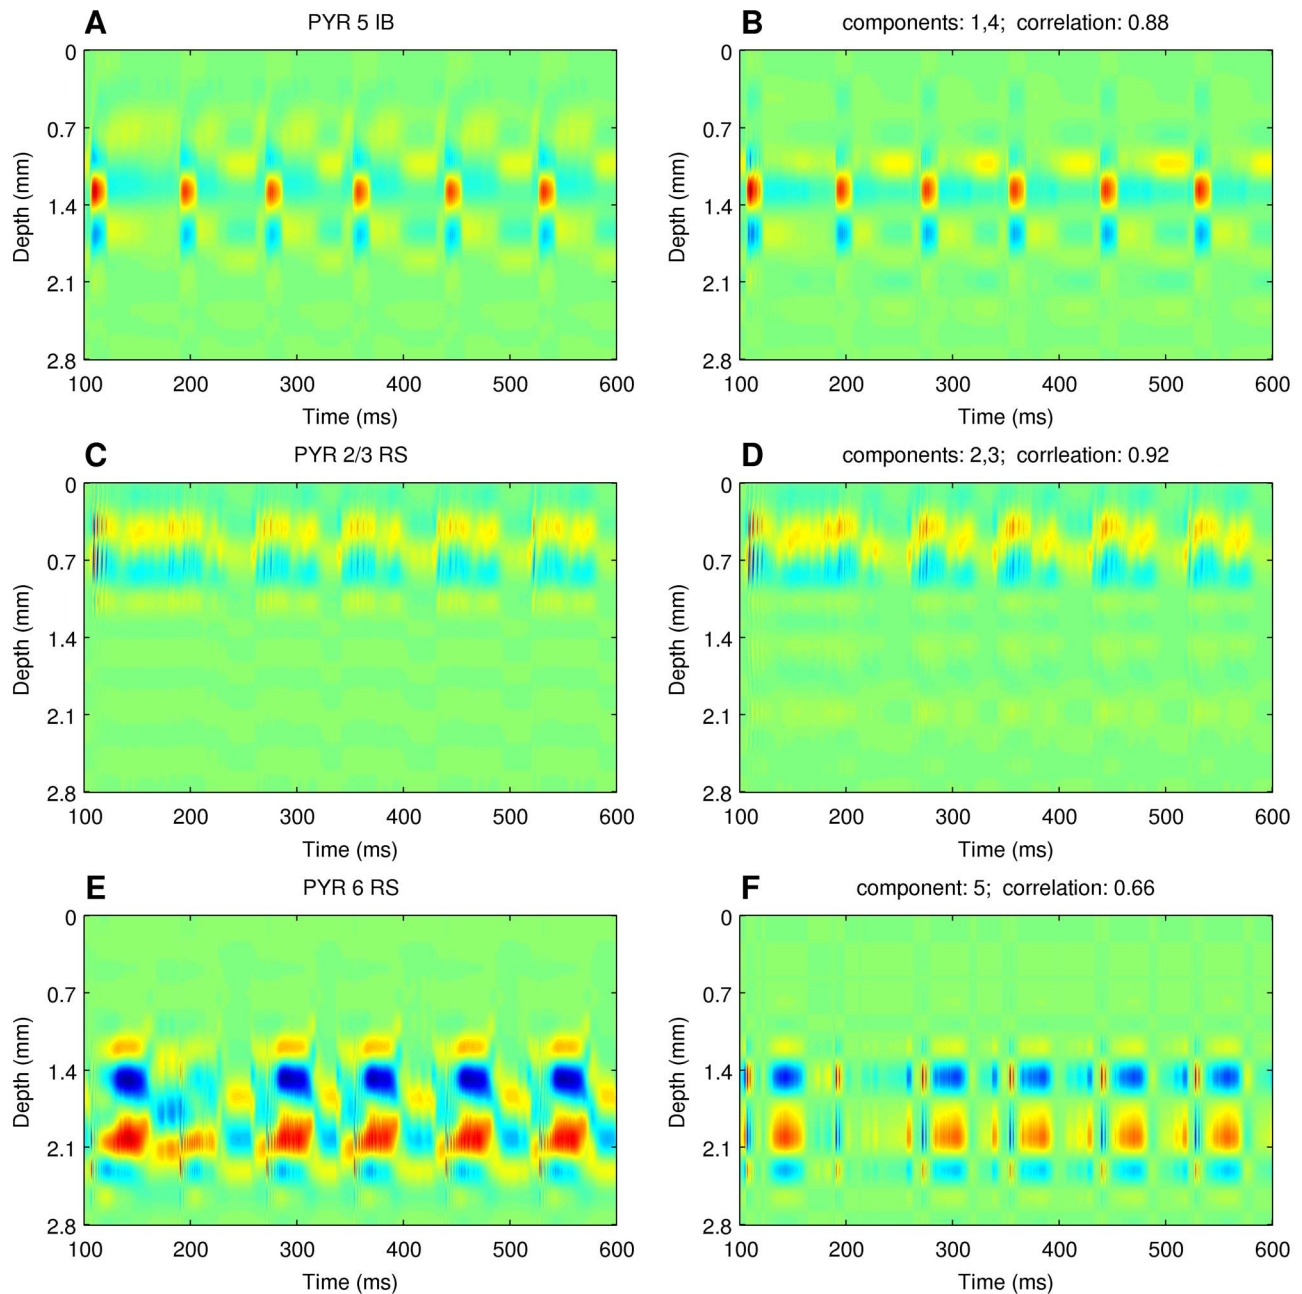 A PYR 5 IB
B components: 1,4; correlation: 0.88
0
0.7
1.4
2.1
2.8
Depth (mm)
100 200 300 400 500 600
Time (ms)
0
0.7
1.4
2.1
2.8
Depth (mm)
100 200 300 400 500 600
Time (ms)
C PYR 2/3 RS
D components: 2,3; corrleation: 0.92
0
0.7
1.4
2.1
2.8
Depth (mm)
100 200 300 400 500 600
Time (ms)
0
0.7
1.4
2.1
2.8
Depth (mm)
100 200 300 400 500 600
Time (ms)
E PYR 6 RS
F component: 5; correlation: 0.66
0
0.7
1.4
2.1
2.8
Depth (mm)
100 200 300 400 500 600
Time (ms)
0
0.7
1.4
2.1
2.8
Depth (mm)
100 200 300 400 500 600
Time (ms)